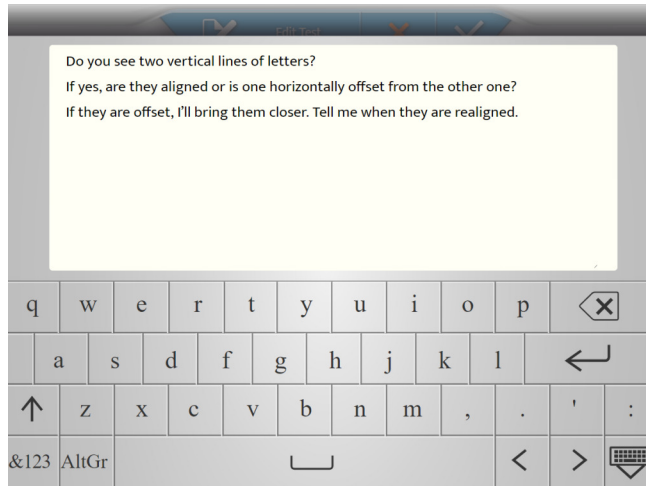 Edit Test
Do you see two vertical lines of letters?
If yes, are they aligned or is one horizontally offset from the other one?
If they are offset, I'll bring them closer. Tell me when they are realigned.
q w e r t y u i o p
a s d f g h j k l
z x c v b n m , . ' :
&123 AltGr < >